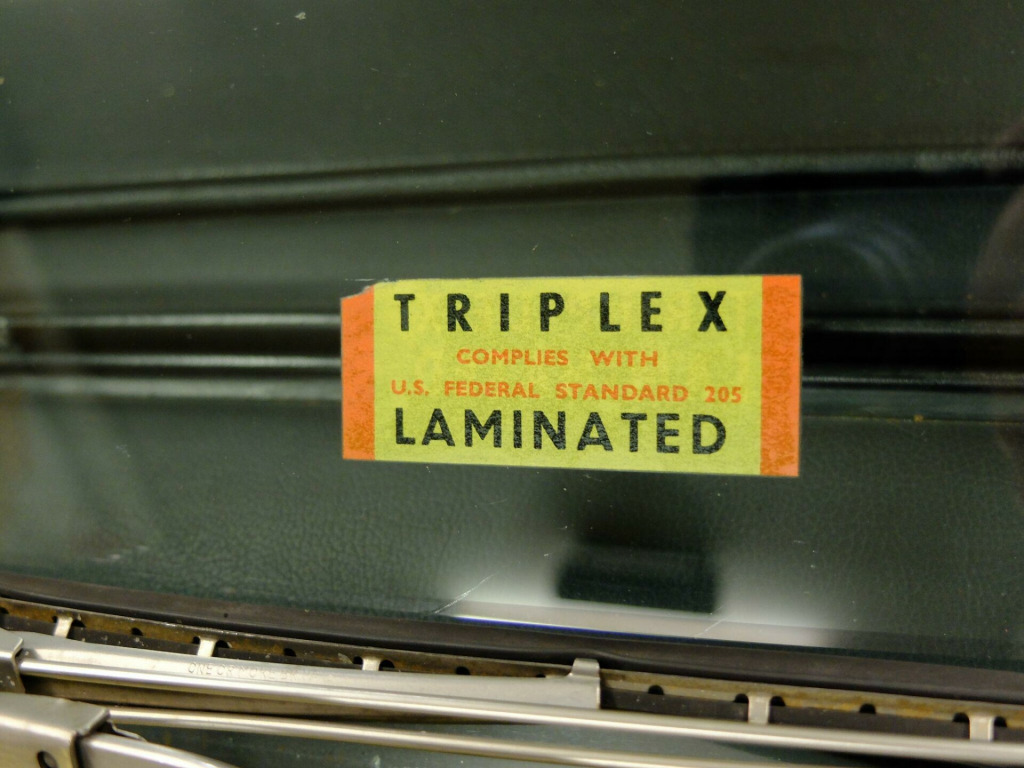 TRIPLEX
COMPLIES WITH
U.S. FEDERAL STANDARD 205
LAMINATED